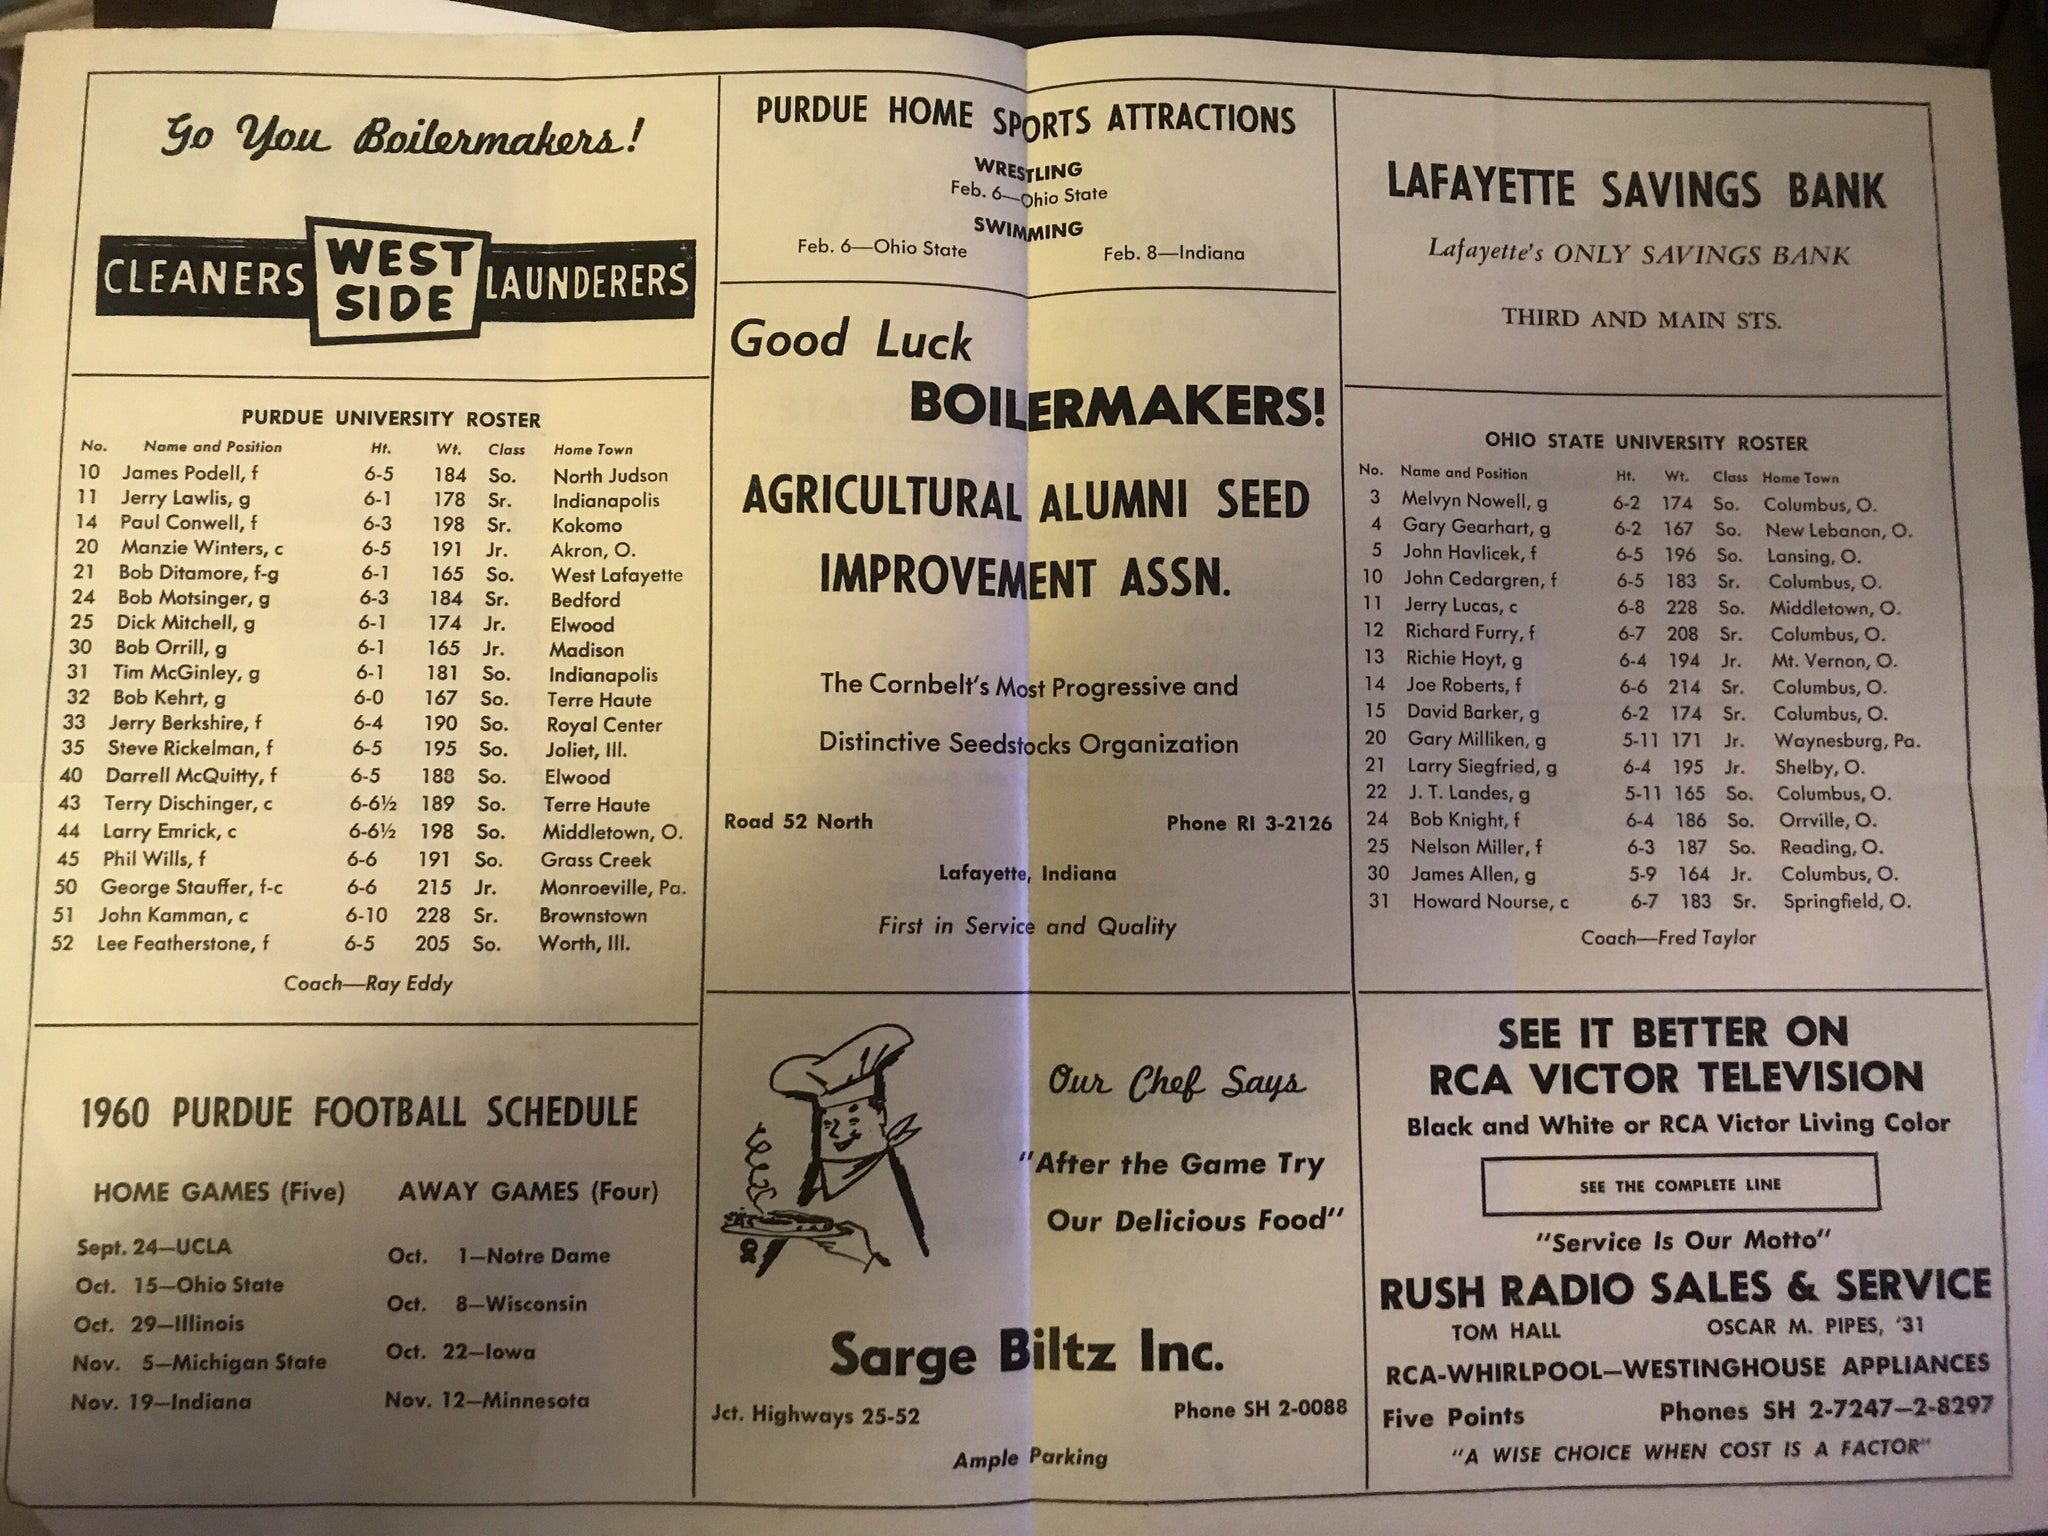 Go You Boilermakers!
CLEANERS WEST SIDE LAUNDERERS
PURDUE UNIVERSITY ROSTER
No. Name and Position Ht. Wt. Class Home Town
10 James Podell, f 6-5 184 So. North Judson
11 Jerry Lawlis, g 6-1 178 Sr. Indianapolis
14 Paul Conwell, f 6-3 198 Sr. Kokomo
20 Manzie Winters, c 6-5 191 Jr. Akron, O.
21 Bob Ditamore, f-g 6-1 165 So. West Lafayette
24 Bob Motsinger, g 6-3 184 Sr. Bedford
25 Dick Mitchell, g 6-1 174 Jr. Elwood
30 Bob Orrill, g 6-1 165 Jr. Madison
31 Tim McGinley, g 6-1 181 So. Indianapolis
32 Bob Kehrt, g 6-0 167 So. Terre Haute
33 Jerry Berkshire, f 6-4 190 So. Royal Center
35 Steve Rickelman, f 6-5 195 So. Joliet, Ill.
40 Darrell McQuitty, f 6-5 188 So. Elwood
43 Terry Dischinger, c 6-6½ 189 So. Terre Haute
44 Larry Emrick, c 6-6½ 198 So. Middletown, O.
45 Phil Wills, f 6-6 191 So. Grass Creek
50 George Stauffer, f-c 6-6 215 Jr. Monroeville, Pa.
51 John Kamman, c 6-10 228 Sr. Brownstown
52 Lee Featherstone, f 6-5 205 So. Worth, Ill.
Coach—Ray Eddy
1960 PURDUE FOOTBALL SCHEDULE
HOME GAMES (Five) AWAY GAMES (Four)
Sept. 24—UCLA
Oct. 15—Ohio State
Oct. 29—Illinois
Nov. 5—Michigan State
Nov. 19—Indiana
Oct. 1—Notre Dame
Oct. 8—Wisconsin
Oct. 22—Iowa
Nov. 12—Minnesota
PURDUE HOME SPORTS ATTRACTIONS
WRESTLING
Feb. 6—Ohio State
SWIMMING
Feb. 6—Ohio State Feb. 8—Indiana
Good Luck
BOILERMAKERS!
AGRICULTURAL ALUMNI SEED
IMPROVEMENT ASSN.
The Cornbelt's Most Progressive and
Distinctive Seedstocks Organization
Road 52 North Phone RI 3-2126
Lafayette, Indiana
First in Service and Quality
Our Chef Says
"After the Game Try
Our Delicious Food"
Sarge Biltz Inc.
Jct. Highways 25-52 Phone SH 2-0088
Ample Parking
LAFAYETTE SAVINGS BANK
Lafayette's ONLY SAVINGS BANK
THIRD AND MAIN STS.
OHIO STATE UNIVERSITY ROSTER
No. Name and Position Ht. Wt. Class Home Town
3 Melvyn Nowell, g 6-2 174 So. Columbus, O.
4 Gary Gearhart, g 6-2 167 So. New Lebanon, O.
5 John Havlicek, f 6-5 196 So. Lansing, O.
10 John Cedargren, f 6-5 183 Sr. Columbus, O.
11 Jerry Lucas, c 6-8 228 So. Middletown, O.
12 Richard Furry, f 6-7 208 Sr. Columbus, O.
13 Richie Hoyt, g 6-4 194 Jr. Mt. Vernon, O.
14 Joe Roberts, f 6-6 214 Sr. Columbus, O.
15 David Barker, g 6-2 174 Sr. Columbus, O.
20 Gary Milliken, g 5-11 171 Jr. Waynesburg, Pa.
21 Larry Siegfried, g 6-4 195 Jr. Shelby, O.
22 J. T. Landes, g 5-11 165 So. Columbus, O.
24 Bob Knight, f 6-4 186 So. Orrville, O.
25 Nelson Miller, f 6-3 187 So. Reading, O.
30 James Allen, g 5-9 164 Jr. Columbus, O.
31 Howard Nourse, c 6-7 183 Sr. Springfield, O.
Coach—Fred Taylor
SEE IT BETTER ON
RCA VICTOR TELEVISION
Black and White or RCA Victor Living Color
SEE THE COMPLETE LINE
"Service Is Our Motto"
RUSH RADIO SALES & SERVICE
TOM HALL OSCAR M. PIPES, '31
RCA-WHIRLPOOL—WESTINGHOUSE APPLIANCES
Five Points Phones SH 2-7247—2-8297
"A WISE CHOICE WHEN COST IS A FACTOR"